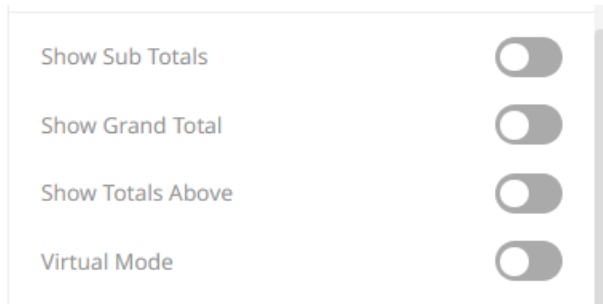 Show Sub Totals
Show Grand Total
Show Totals Above
Virtual Mode